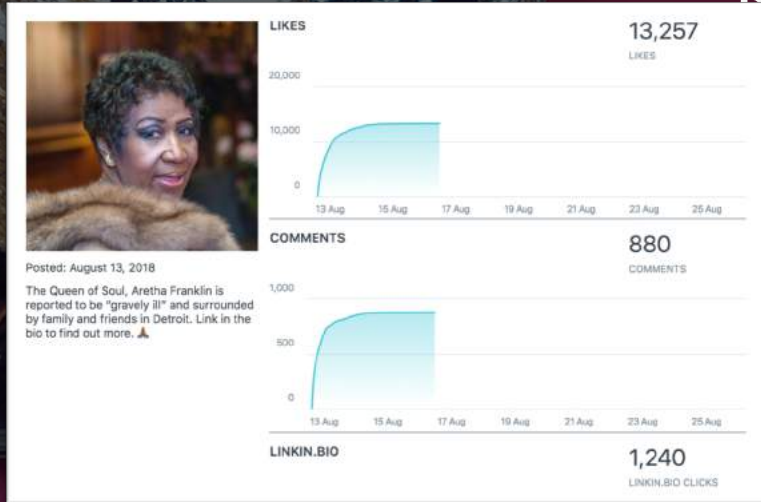 LIKES
13,257
LIKES
20,000
10,000
0
13 Aug 15 Aug 17 Aug 19 Aug 21 Aug 23 Aug 25 Aug
Posted: August 13, 2018
The Queen of Soul, Aretha Franklin is
reported to be "gravely ill" and surrounded
by family and friends in Detroit. Link in the
bio to find out more. 🙏🏾
COMMENTS
880
COMMENTS
1,000
500
0
13 Aug 15 Aug 17 Aug 19 Aug 21 Aug 23 Aug 25 Aug
LINKIN.BIO
1,240
LINKIN.BIO CLICKS